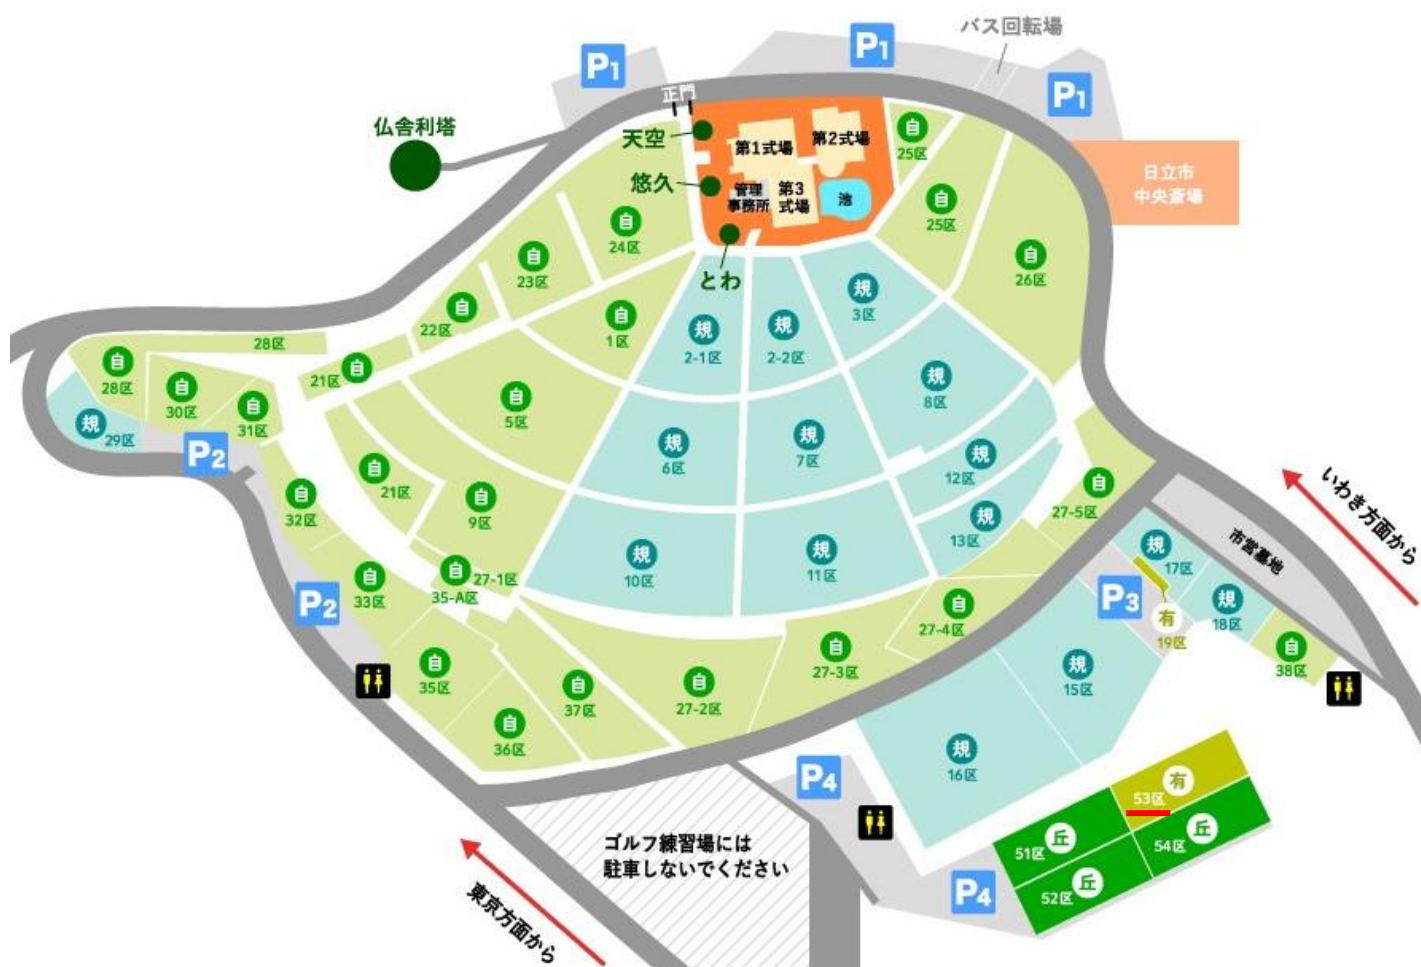 バス回転場
P1
P1
P1
正門
仏舎利塔
天空
第1式場
第2式場
自
25区
日立市
中央斎場
悠久
管理
事務所
第3
式場
池
自
24区
自
25区
自
23区
自
26区
とわ
自
22区
自
1区
規
2-1区
規
2-2区
規
3区
28区
自
28区
自
21区
自
30区
自
31区
規
29区
P2
自
5区
規
8区
規
6区
規
7区
規
12区
自
21区
自
32区
自
9区
規
13区
自
27-5区
いわき方面から
市営墓地
規
10区
規
11区
規
17区
自
27-1区
35-A区
自
33区
P2
P3
有
19区
規
18区
自
27-4区
自
38区
自
35区
自
27-3区
規
15区
自
37区
自
27-2区
自
36区
規
16区
P4
有
53区
丘
51区
丘
54区
丘
52区
P4
ゴルフ練習場には
駐車しないでください
東京方面から